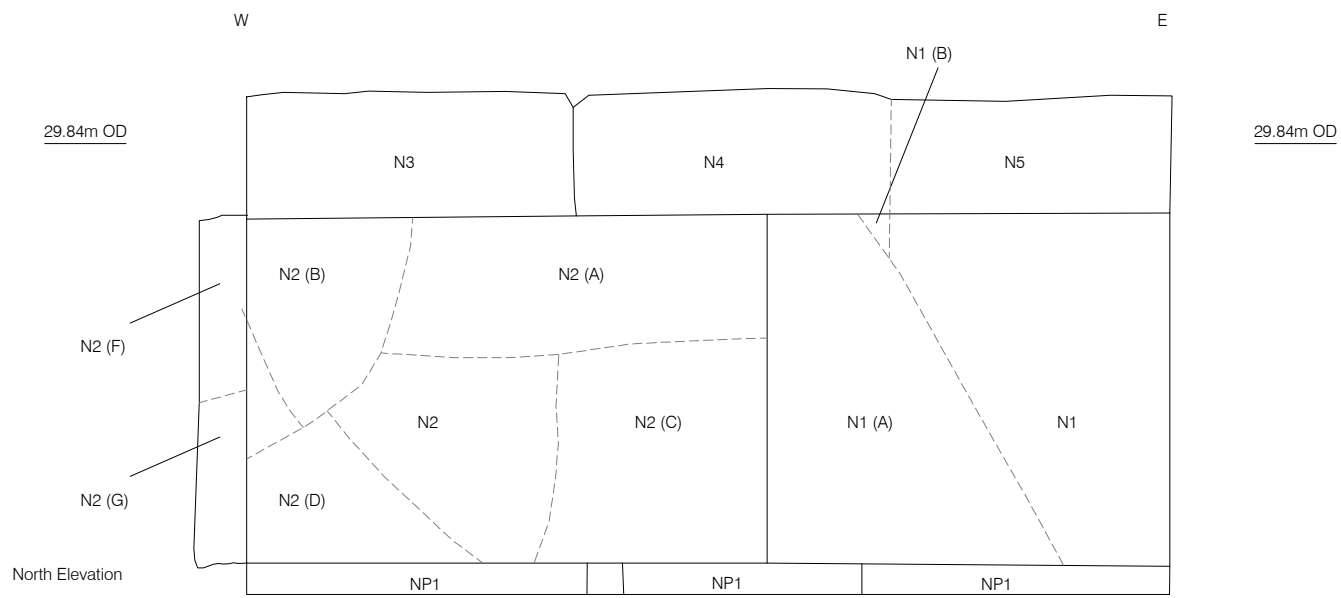 W E
N1 (B)
29.84m OD 29.84m OD
N3 N4 N5
N2 (B) N2 (A)
N2 (F)
N2 N2 (C) N1 (A) N1
N2 (G) N2 (D)
North Elevation
NP1 NP1 NP1